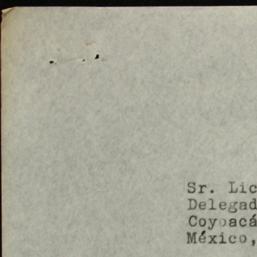 Sr. Lic
Delegad
Coyoacá
México,